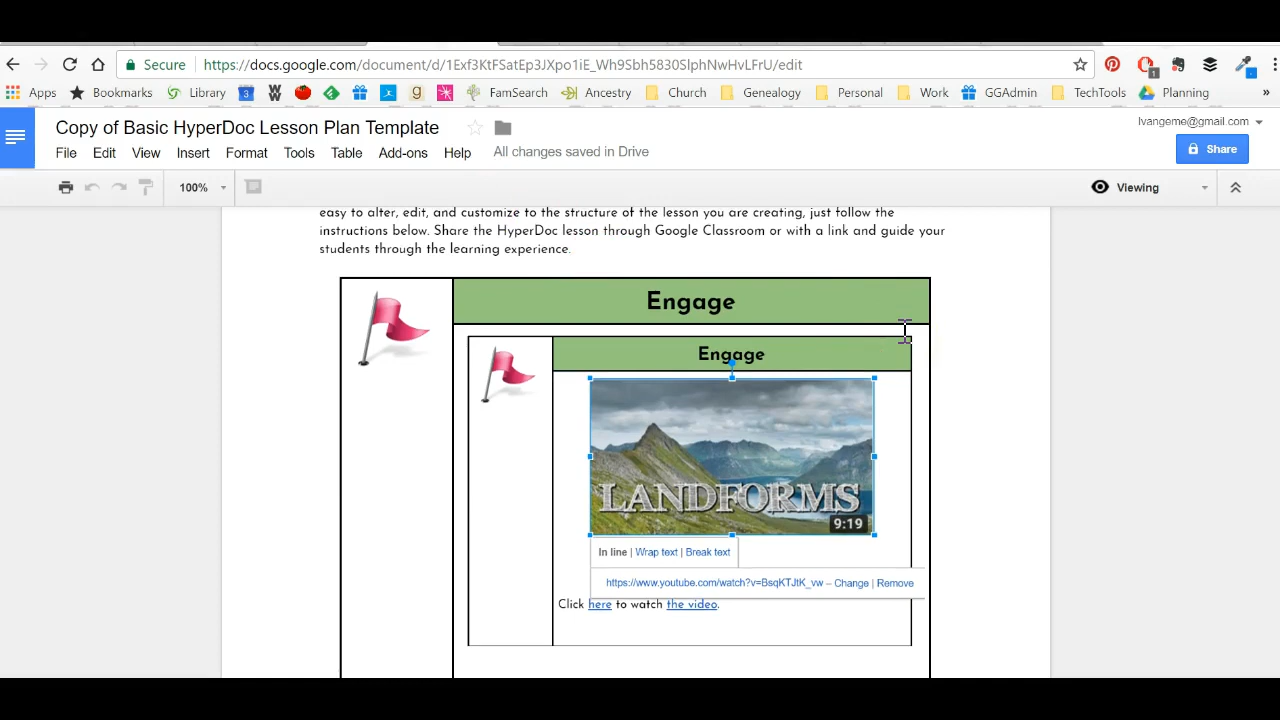 Secure https://docs.google.com/document/d/1Exf3KtFSatEp3JXpo1iE_Wh9Sbh5830SlphNwHvLFrU/edit
1
Apps Bookmarks Library 3 W g FamSearch Ancestry Church Genealogy Personal Work GGAdmin TechTools Planning »
Copy of Basic HyperDoc Lesson Plan Template
lvangeme@gmail.com
File Edit View Insert Format Tools Table Add-ons Help All changes saved in Drive
Share
100%
Viewing
easy to alter, edit, and customize to the structure of the lesson you are creating, just follow the
instructions below. Share the HyperDoc lesson through Google Classroom or with a link and guide your
students through the learning experience.
Engage
Engage
LANDFORMS
9:19
In line | Wrap text | Break text
https://www.youtube.com/watch?v=BsqKTJtK_vw – Change | Remove
Click here to watch the video.